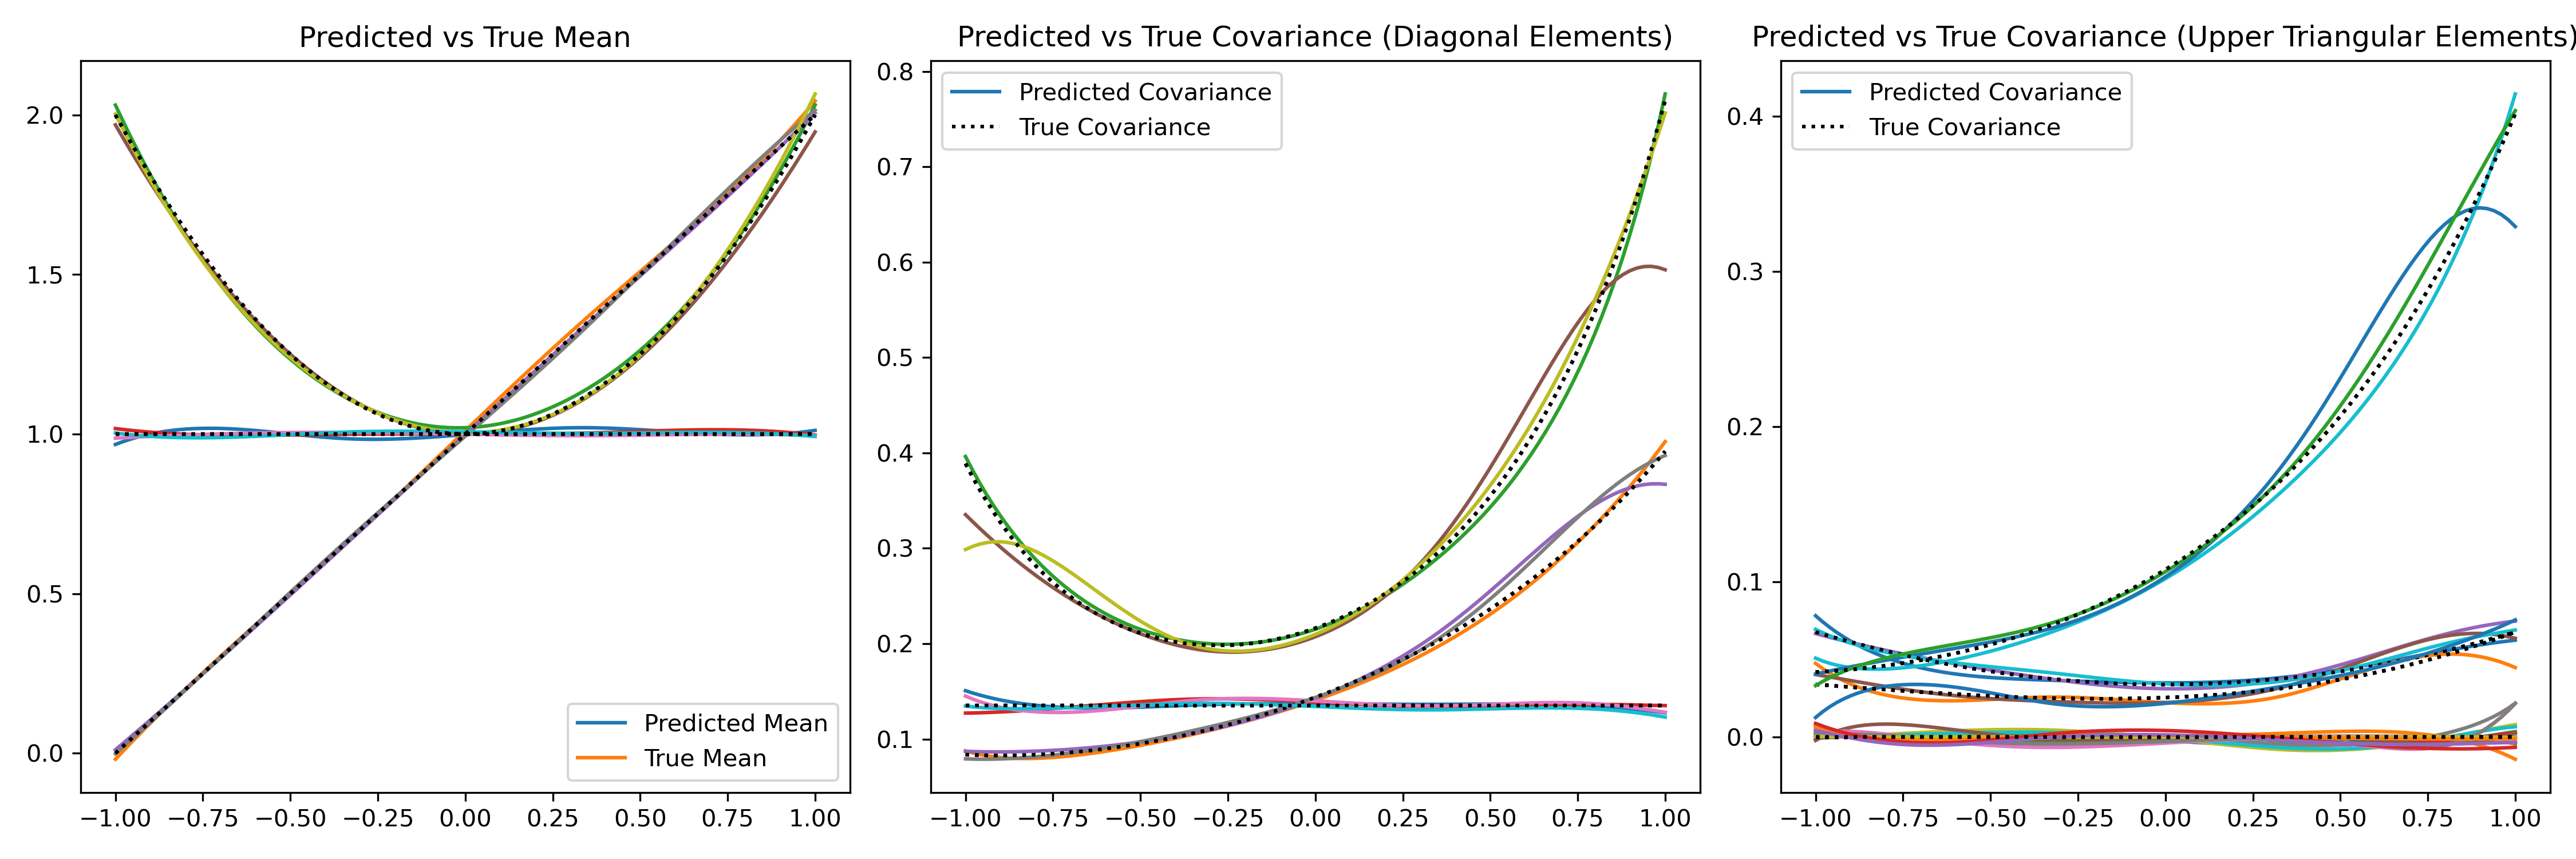 Predicted vs True Mean
2.0
1.5
1.0
0.5
0.0
Predicted Mean
True Mean
−1.00 −0.75 −0.50 −0.25 0.00 0.25 0.50 0.75 1.00
Predicted vs True Covariance (Diagonal Elements)
Predicted Covariance
True Covariance
0.8
0.7
0.6
0.5
0.4
0.3
0.2
0.1
−1.00 −0.75 −0.50 −0.25 0.00 0.25 0.50 0.75 1.00
Predicted vs True Covariance (Upper Triangular Elements)
Predicted Covariance
True Covariance
0.4
0.3
0.2
0.1
0.0
−1.00 −0.75 −0.50 −0.25 0.00 0.25 0.50 0.75 1.00